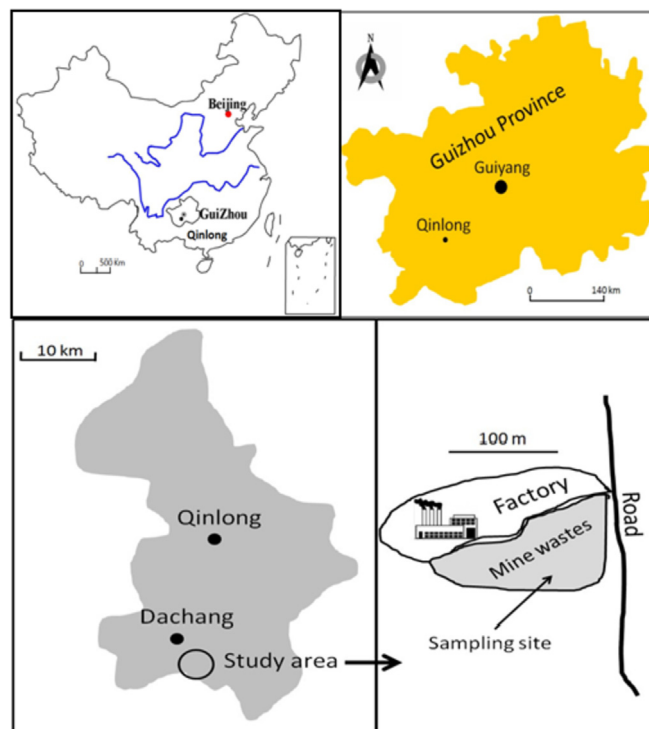 Beijing
GuiZhou
Qinlong
0 500 Km
Guizhou Province
Guiyang
Qinlong
0 140 km
10 km
Qinlong
Dachang
Study area
100 m
Factory
Mine wastes
Road
Sampling site